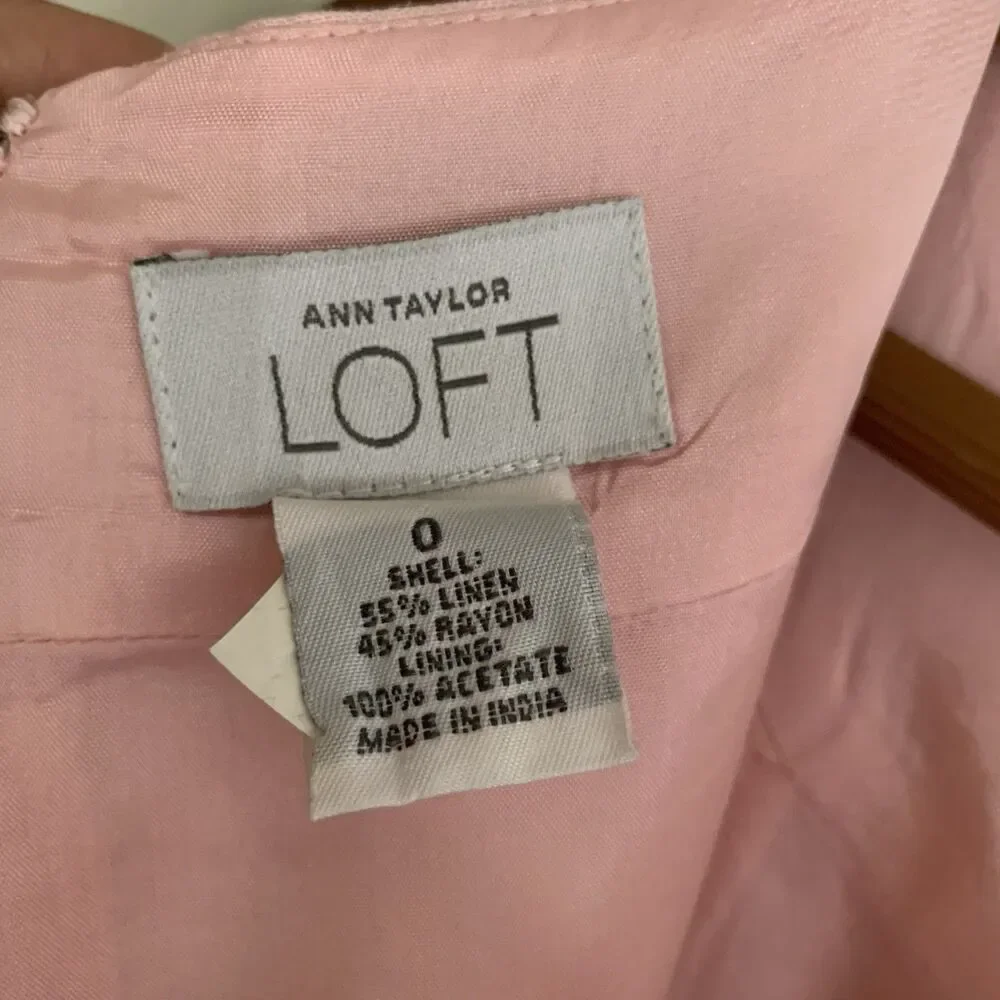 ANN TAYLOR
LOFT
0
SHELL:
55% LINEN
45% RAYON
LINING:
100% ACETATE
MADE IN INDIA